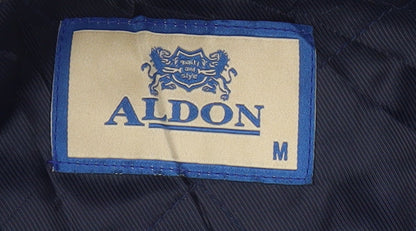 quality
and
style
ALDON
M